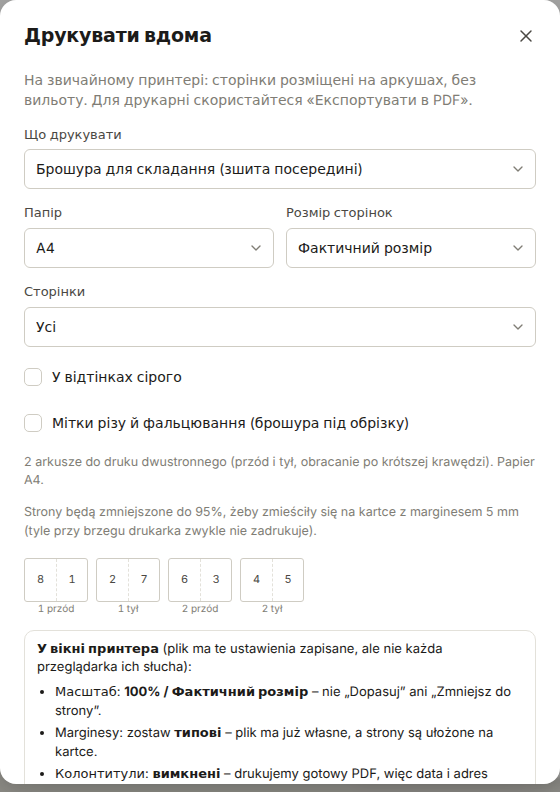 Друкувати вдома
На звичайному принтері: сторінки розміщені на аркушах, без
вильоту. Для друкарні скористайтеся «Експортувати в PDF».
Що друкувати
Брошура для складання (зшита посередині)
Папір
Розмір сторінок
A4
Фактичний розмір
Сторінки
Усі
У відтінках сірого
Мітки різу й фальцювання (брошура під обрізку)
2 arkusze do druku dwustronnego (przód i tył, obracanie po krótszej krawędzi). Papier
A4.
Strony będą zmniejszone do 95%, żeby zmieściły się na kartce z marginesem 5 mm
(tyle przy brzegu drukarka zwykle nie zadrukuje).
8 1 2 7 6 3 4 5
1 przód 1 tył 2 przód 2 tył
У вікні принтера (plik ma te ustawienia zapisane, ale nie każda
przeglądarka ich słucha):
• Масштаб: 100% / Фактичний розмір – nie „Dopasuj” ani „Zmniejsz do
strony”.
• Marginesy: zostaw типові – plik ma już własne, a strony są ułożone na
kartce.
• Колонтитули: вимкнені – drukujemy gotowy PDF, więc data i adres